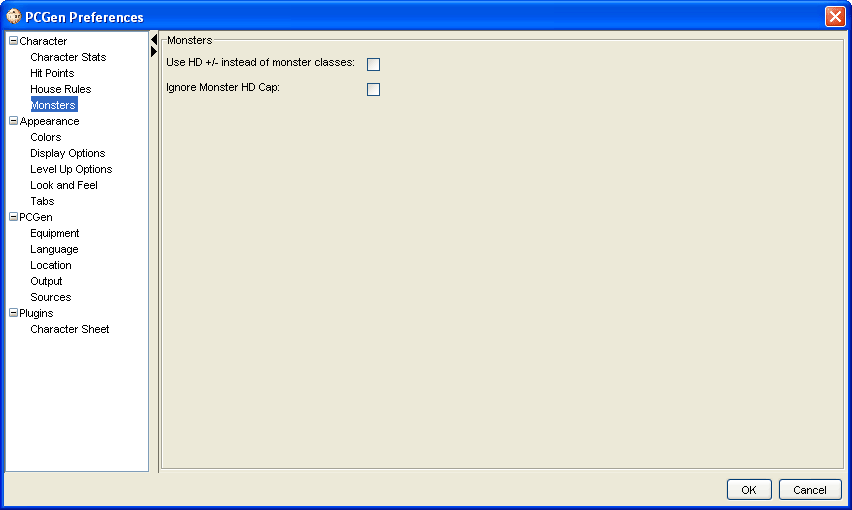 PCGen Preferences
Character
Character Stats
Hit Points
House Rules
Monsters
Appearance
Colors
Display Options
Level Up Options
Look and Feel
Tabs
PCGen
Equipment
Language
Location
Output
Sources
Plugins
Character Sheet
Monsters
Use HD +/- instead of monster classes:
Ignore Monster HD Cap:
OK
Cancel